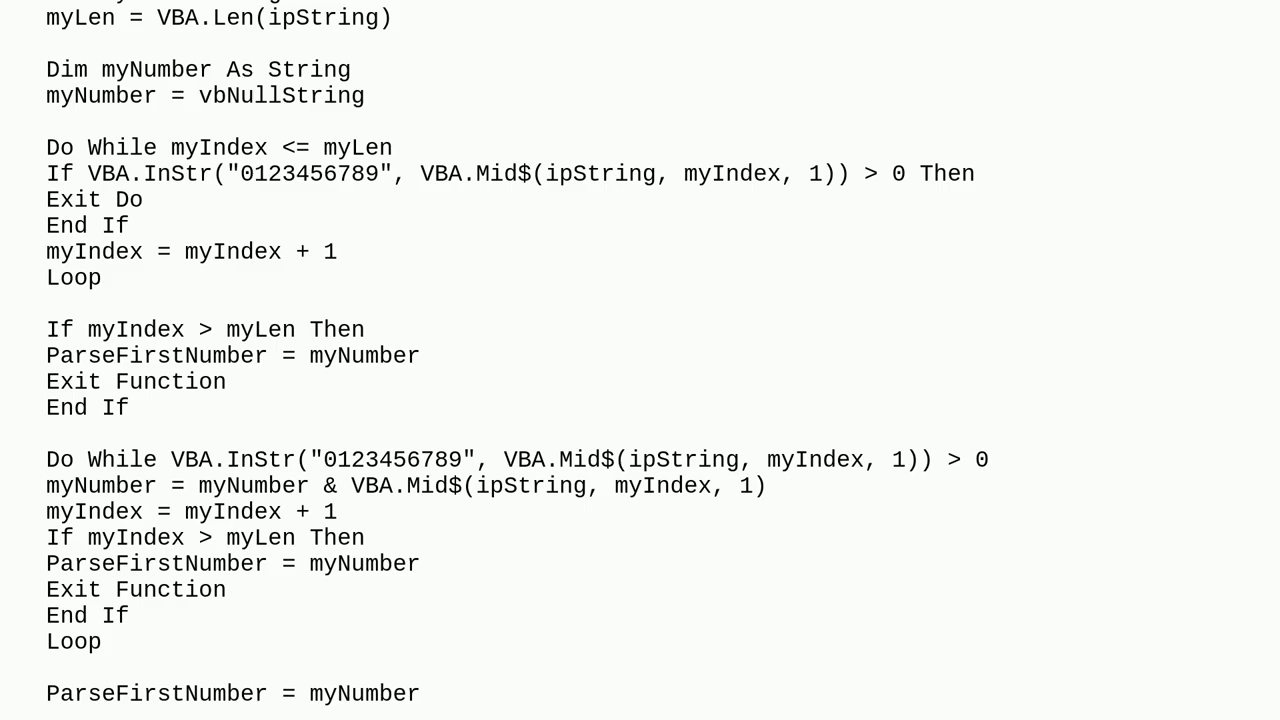 myLen = VBA.Len(ipString)
Dim myNumber As String
myNumber = vbNullString
Do While myIndex <= myLen
If VBA.InStr("0123456789", VBA.Mid$(ipString, myIndex, 1)) > 0 Then
Exit Do
End If
myIndex = myIndex + 1
Loop
If myIndex > myLen Then
ParseFirstNumber = myNumber
Exit Function
End If
Do While VBA.InStr("0123456789", VBA.Mid$(ipString, myIndex, 1)) > 0
myNumber = myNumber & VBA.Mid$(ipString, myIndex, 1)
myIndex = myIndex + 1
If myIndex > myLen Then
ParseFirstNumber = myNumber
Exit Function
End If
Loop
ParseFirstNumber = myNumber